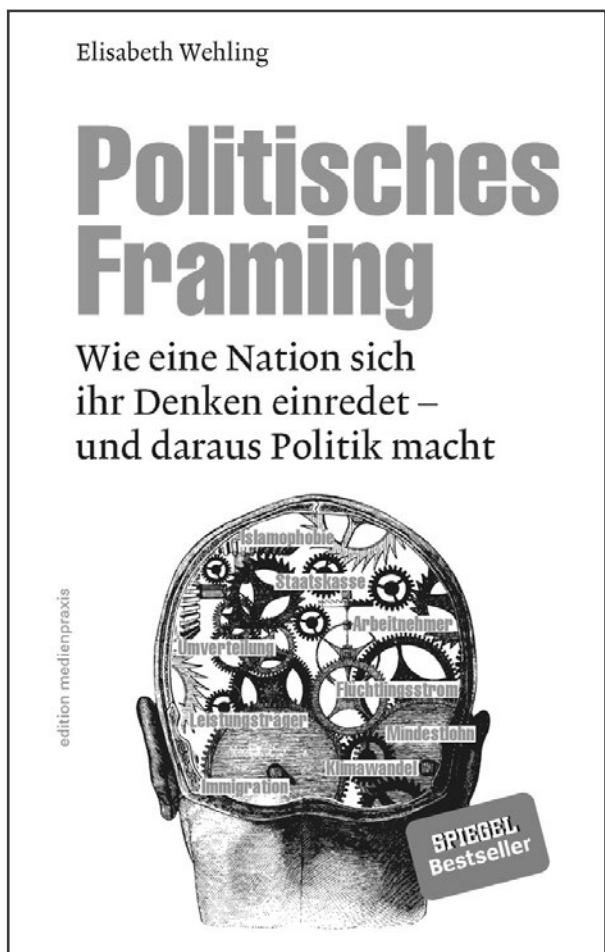 Elisabeth Wehling
Politisches
Framing
Wie eine Nation sich
ihr Denken einredet –
und daraus Politik macht
edition medienpraxis
Islamophobie
Staatskasse
Arbeitnehmer
Umverteilung
Flüchtlingsstrom
Leistungsträger
Mindestlohn
Klimawandel
Immigration
SPIEGEL
Bestseller